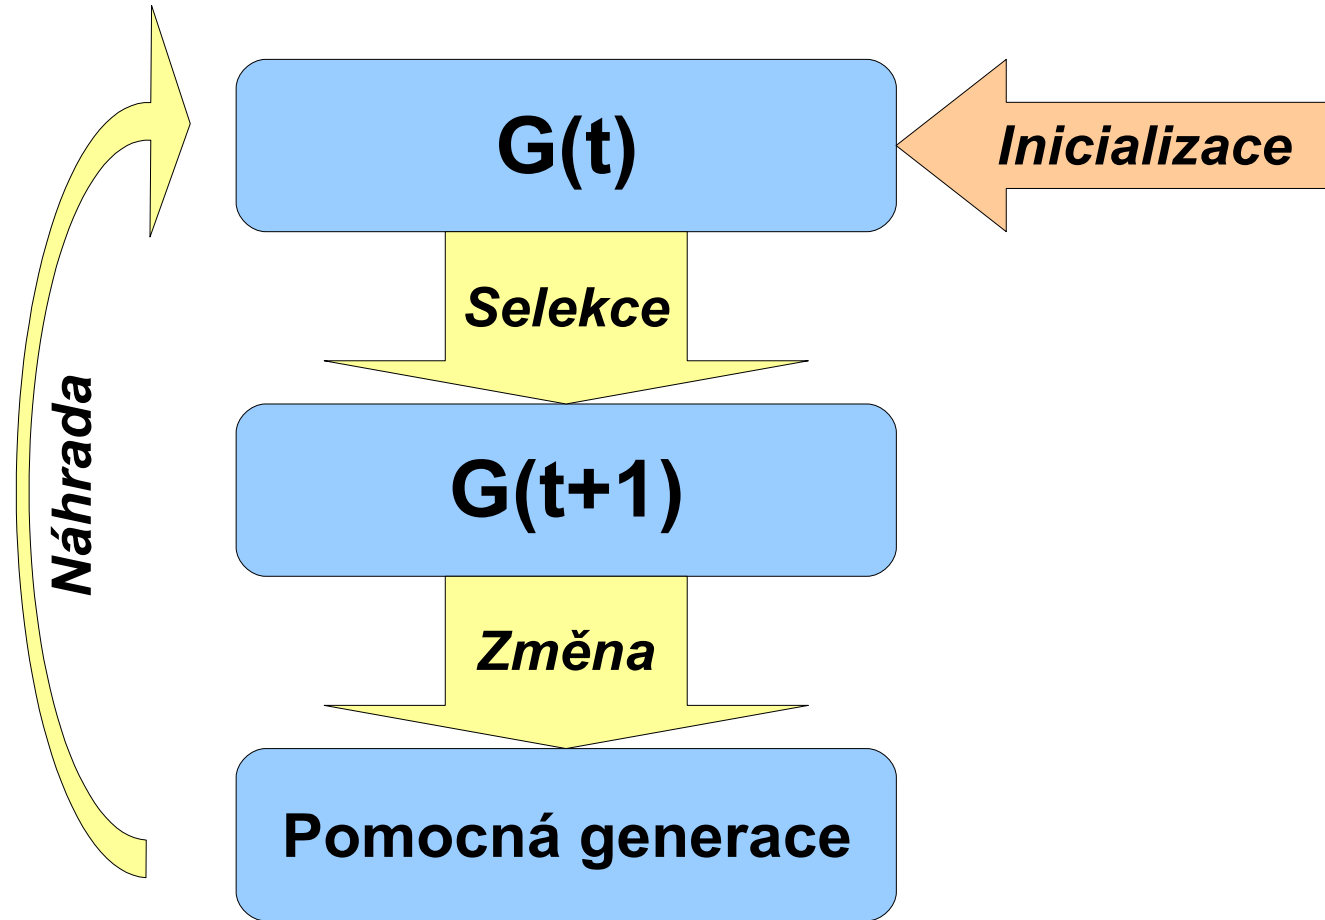 G(t)
Inicializace
Selekce
Náhrada
G(t+1)
Změna
Pomocná generace